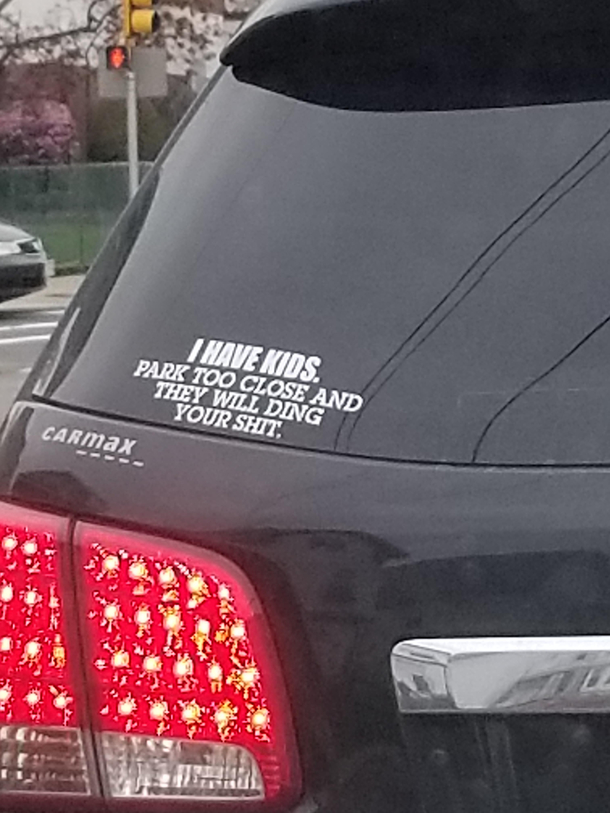 I HAVE KIDS.
PARK TOO CLOSE AND
THEY WILL DING
YOUR SHIT.
CARMAX